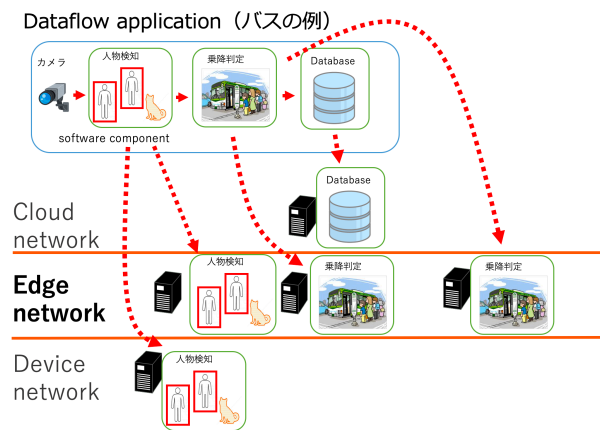 Dataflow application（バスの例）
カメラ
人物検知
乗降判定
Database
software component
Database
Cloud
network
人物検知
乗降判定
乗降判定
Edge
network
Device
network
人物検知